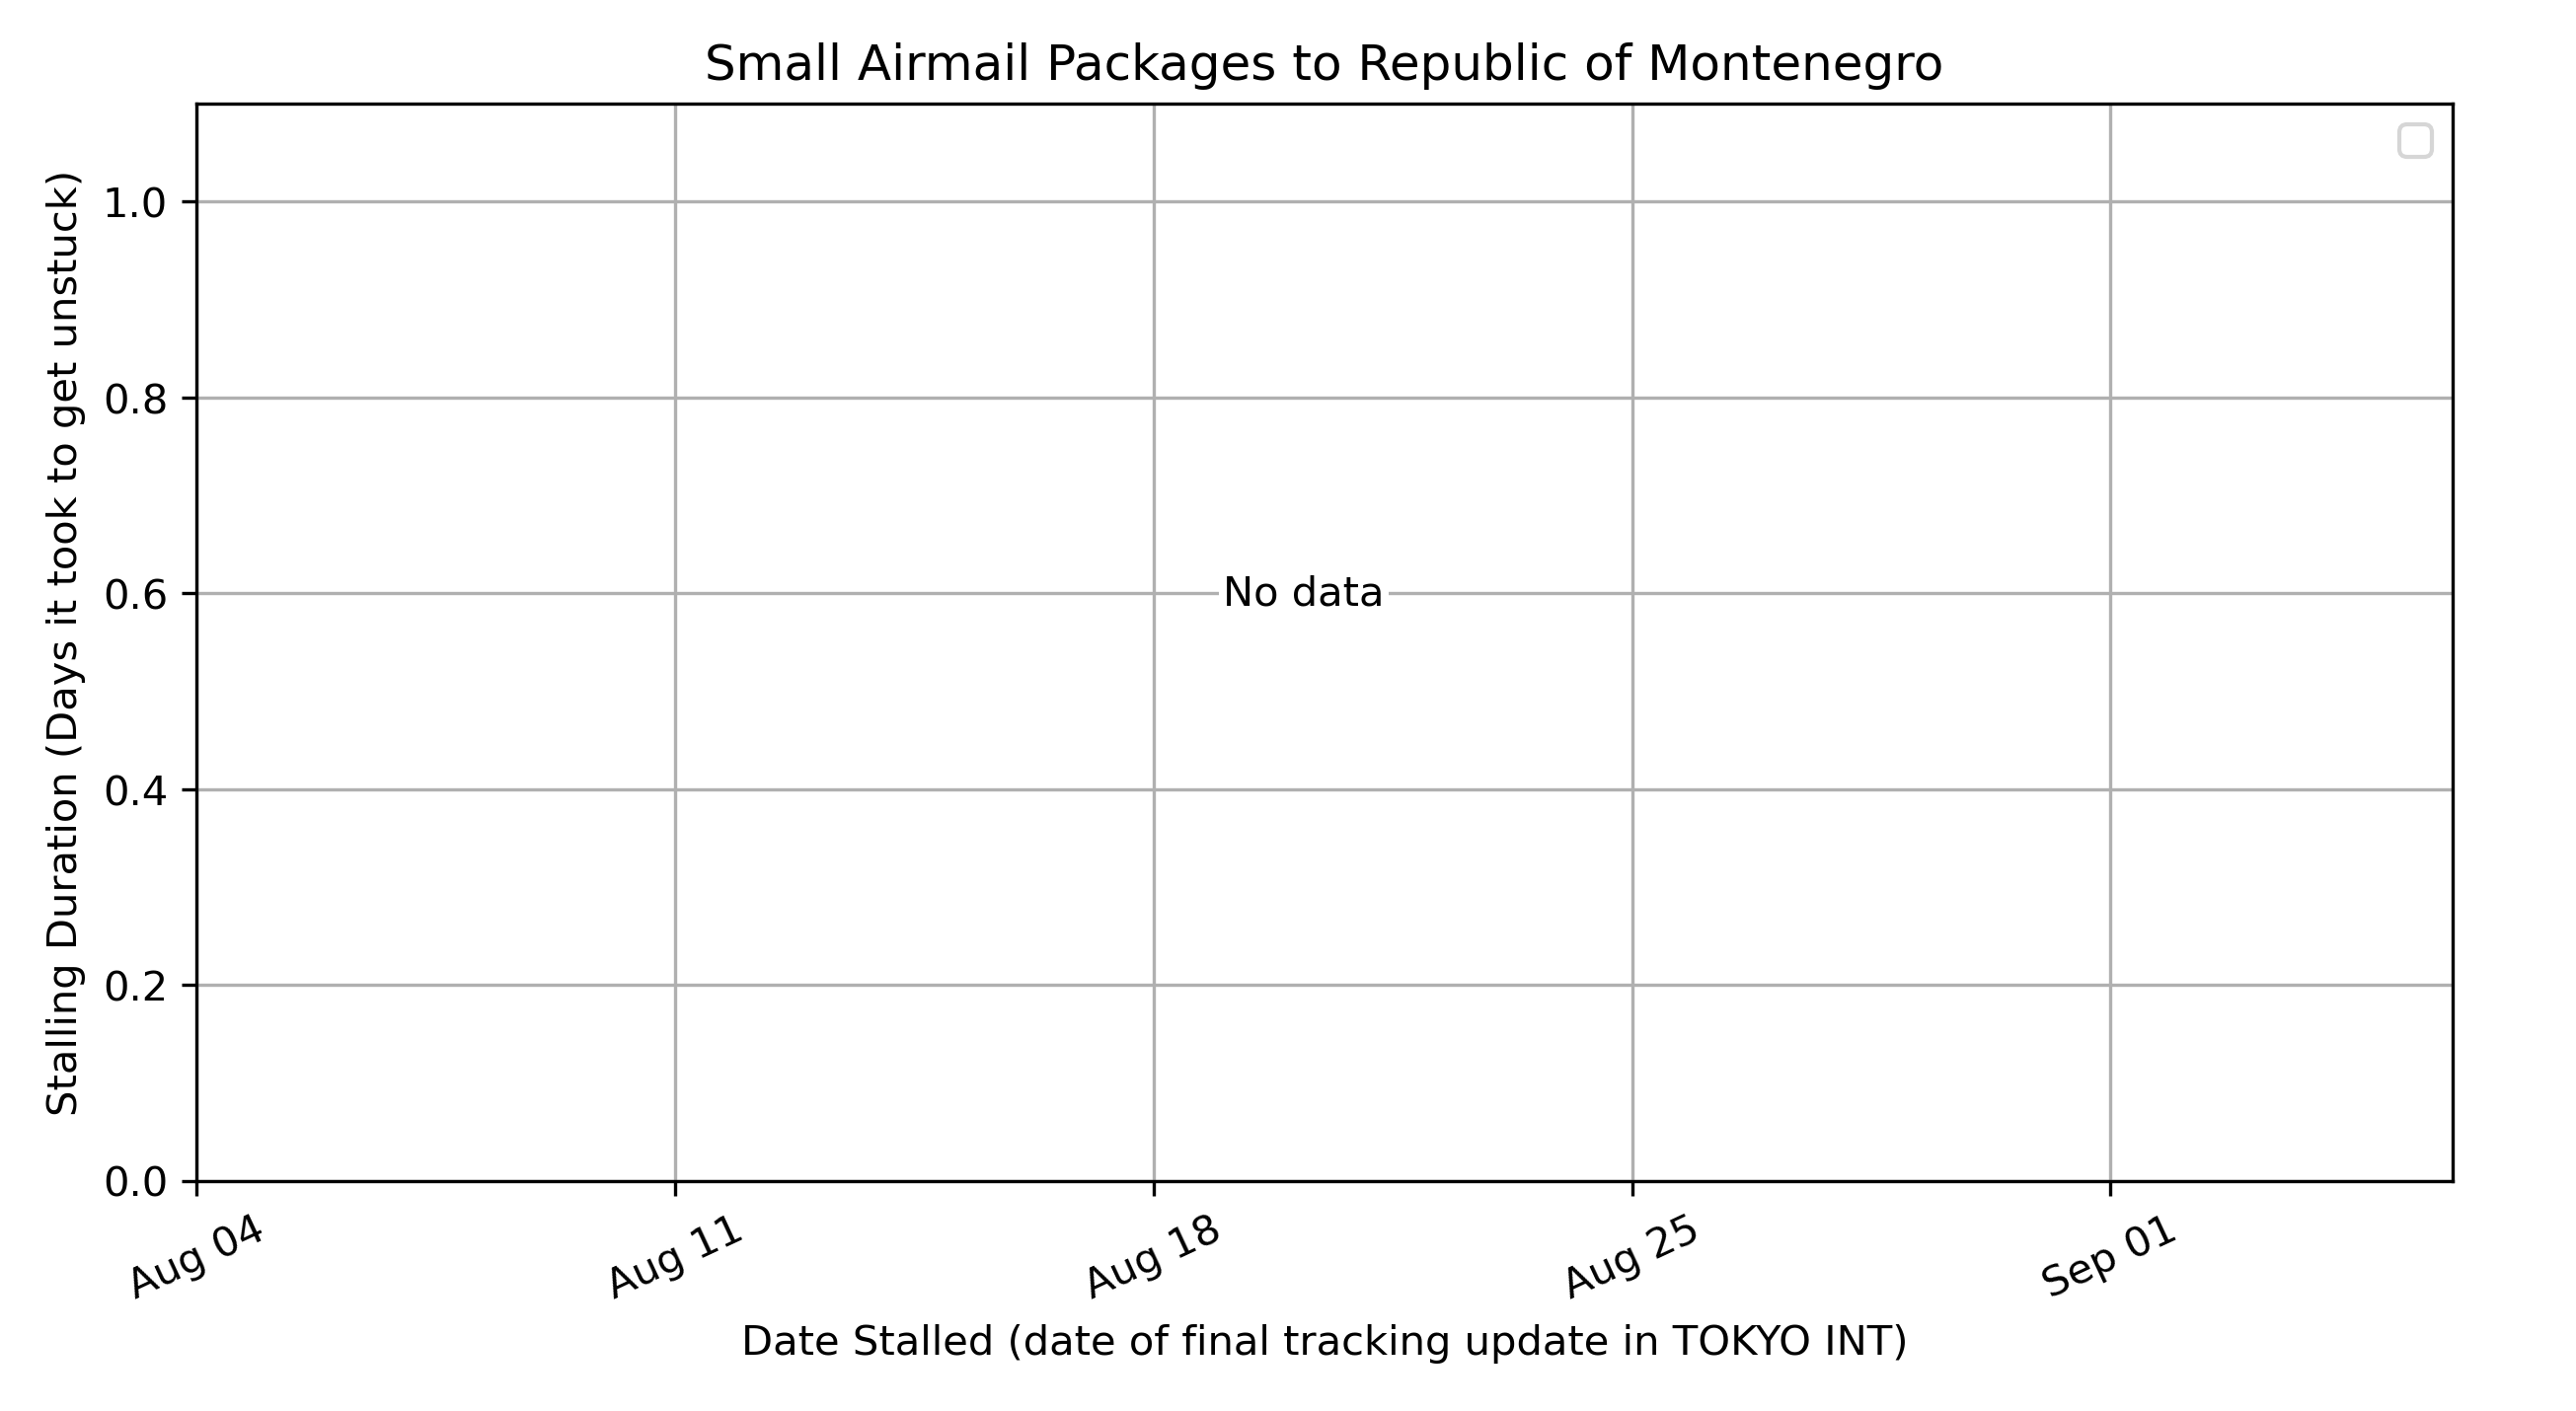 Small Airmail Packages to Republic of Montenegro
Stalling Duration (Days it took to get unstuck)
1.0
0.8
0.6
0.4
0.2
0.0
No data
Aug 04
Aug 11
Aug 18
Aug 25
Sep 01
Date Stalled (date of final tracking update in TOKYO INT)